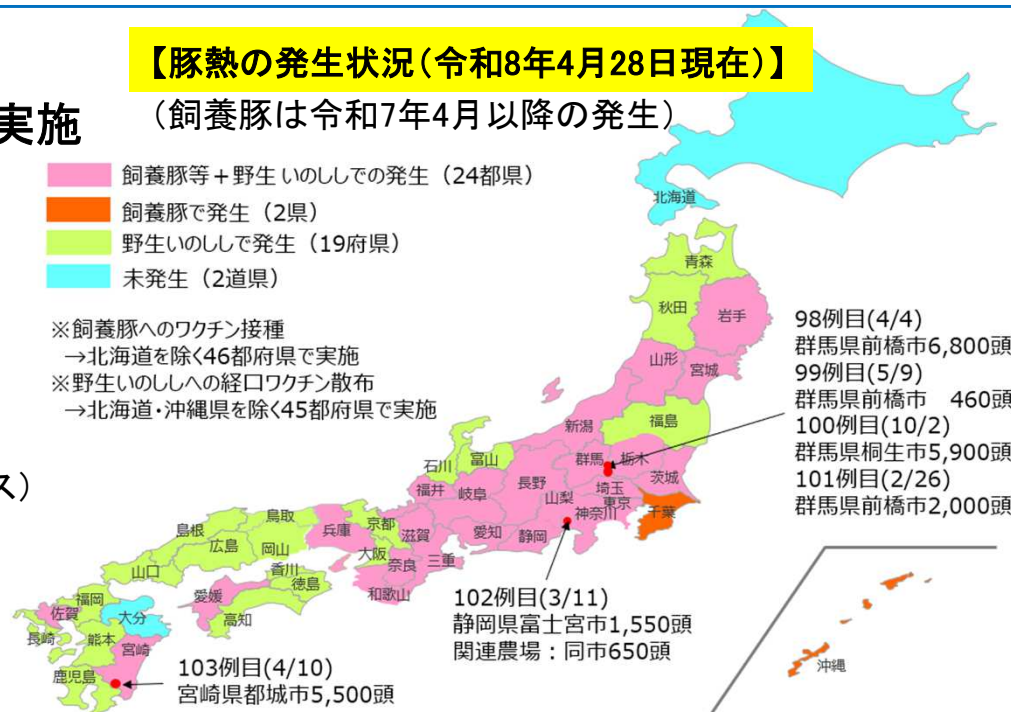 【豚熱の発生状況（令和8年4月28日現在）】
実施
（飼養豚は令和7年4月以降の発生）
飼養豚等＋野生いのししでの発生（24都県）
飼養豚で発生（2県）
野生いのししで発生（19府県）
未発生（2道県）
※飼養豚へのワクチン接種
→北海道を除く46都府県で実施
※野生いのししへの経口ワクチン散布
→北海道・沖縄県を除く45都府県で実施
ス）
北海道
青森
秋田
岩手
山形
宮城
新潟
福島
98例目(4/4)
群馬県前橋市6,800頭
99例目(5/9)
群馬県前橋市　460頭
100例目(10/2)
群馬県桐生市5,900頭
101例目(2/26)
群馬県前橋市2,000頭
石川
富山
群馬
栃木
茨城
福井
岐阜
長野
山梨
埼玉
東京
神奈川
千葉
島根
鳥取
兵庫
京都
滋賀
愛知
静岡
広島
岡山
大阪
奈良
三重
山口
香川
徳島
和歌山
愛媛
高知
福岡
佐賀
大分
長崎
熊本
宮崎
鹿児島
沖縄
102例目(3/11)
静岡県富士宮市1,550頭
関連農場：同市650頭
103例目(4/10)
宮崎県都城市5,500頭